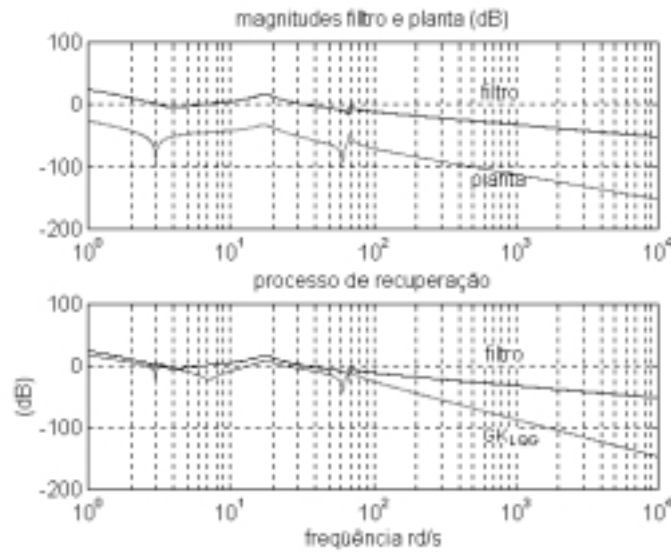 magnitudes filtro e planta (dB)
100
0
-100
-200
filtro
planta
10^0 10^1 10^2 10^3 10^4
processo de recuperação
100
0
-100
-200
(dB)
filtro
GK_LQG
10^0 10^1 10^2 10^3 10^4
freqüência rd/s